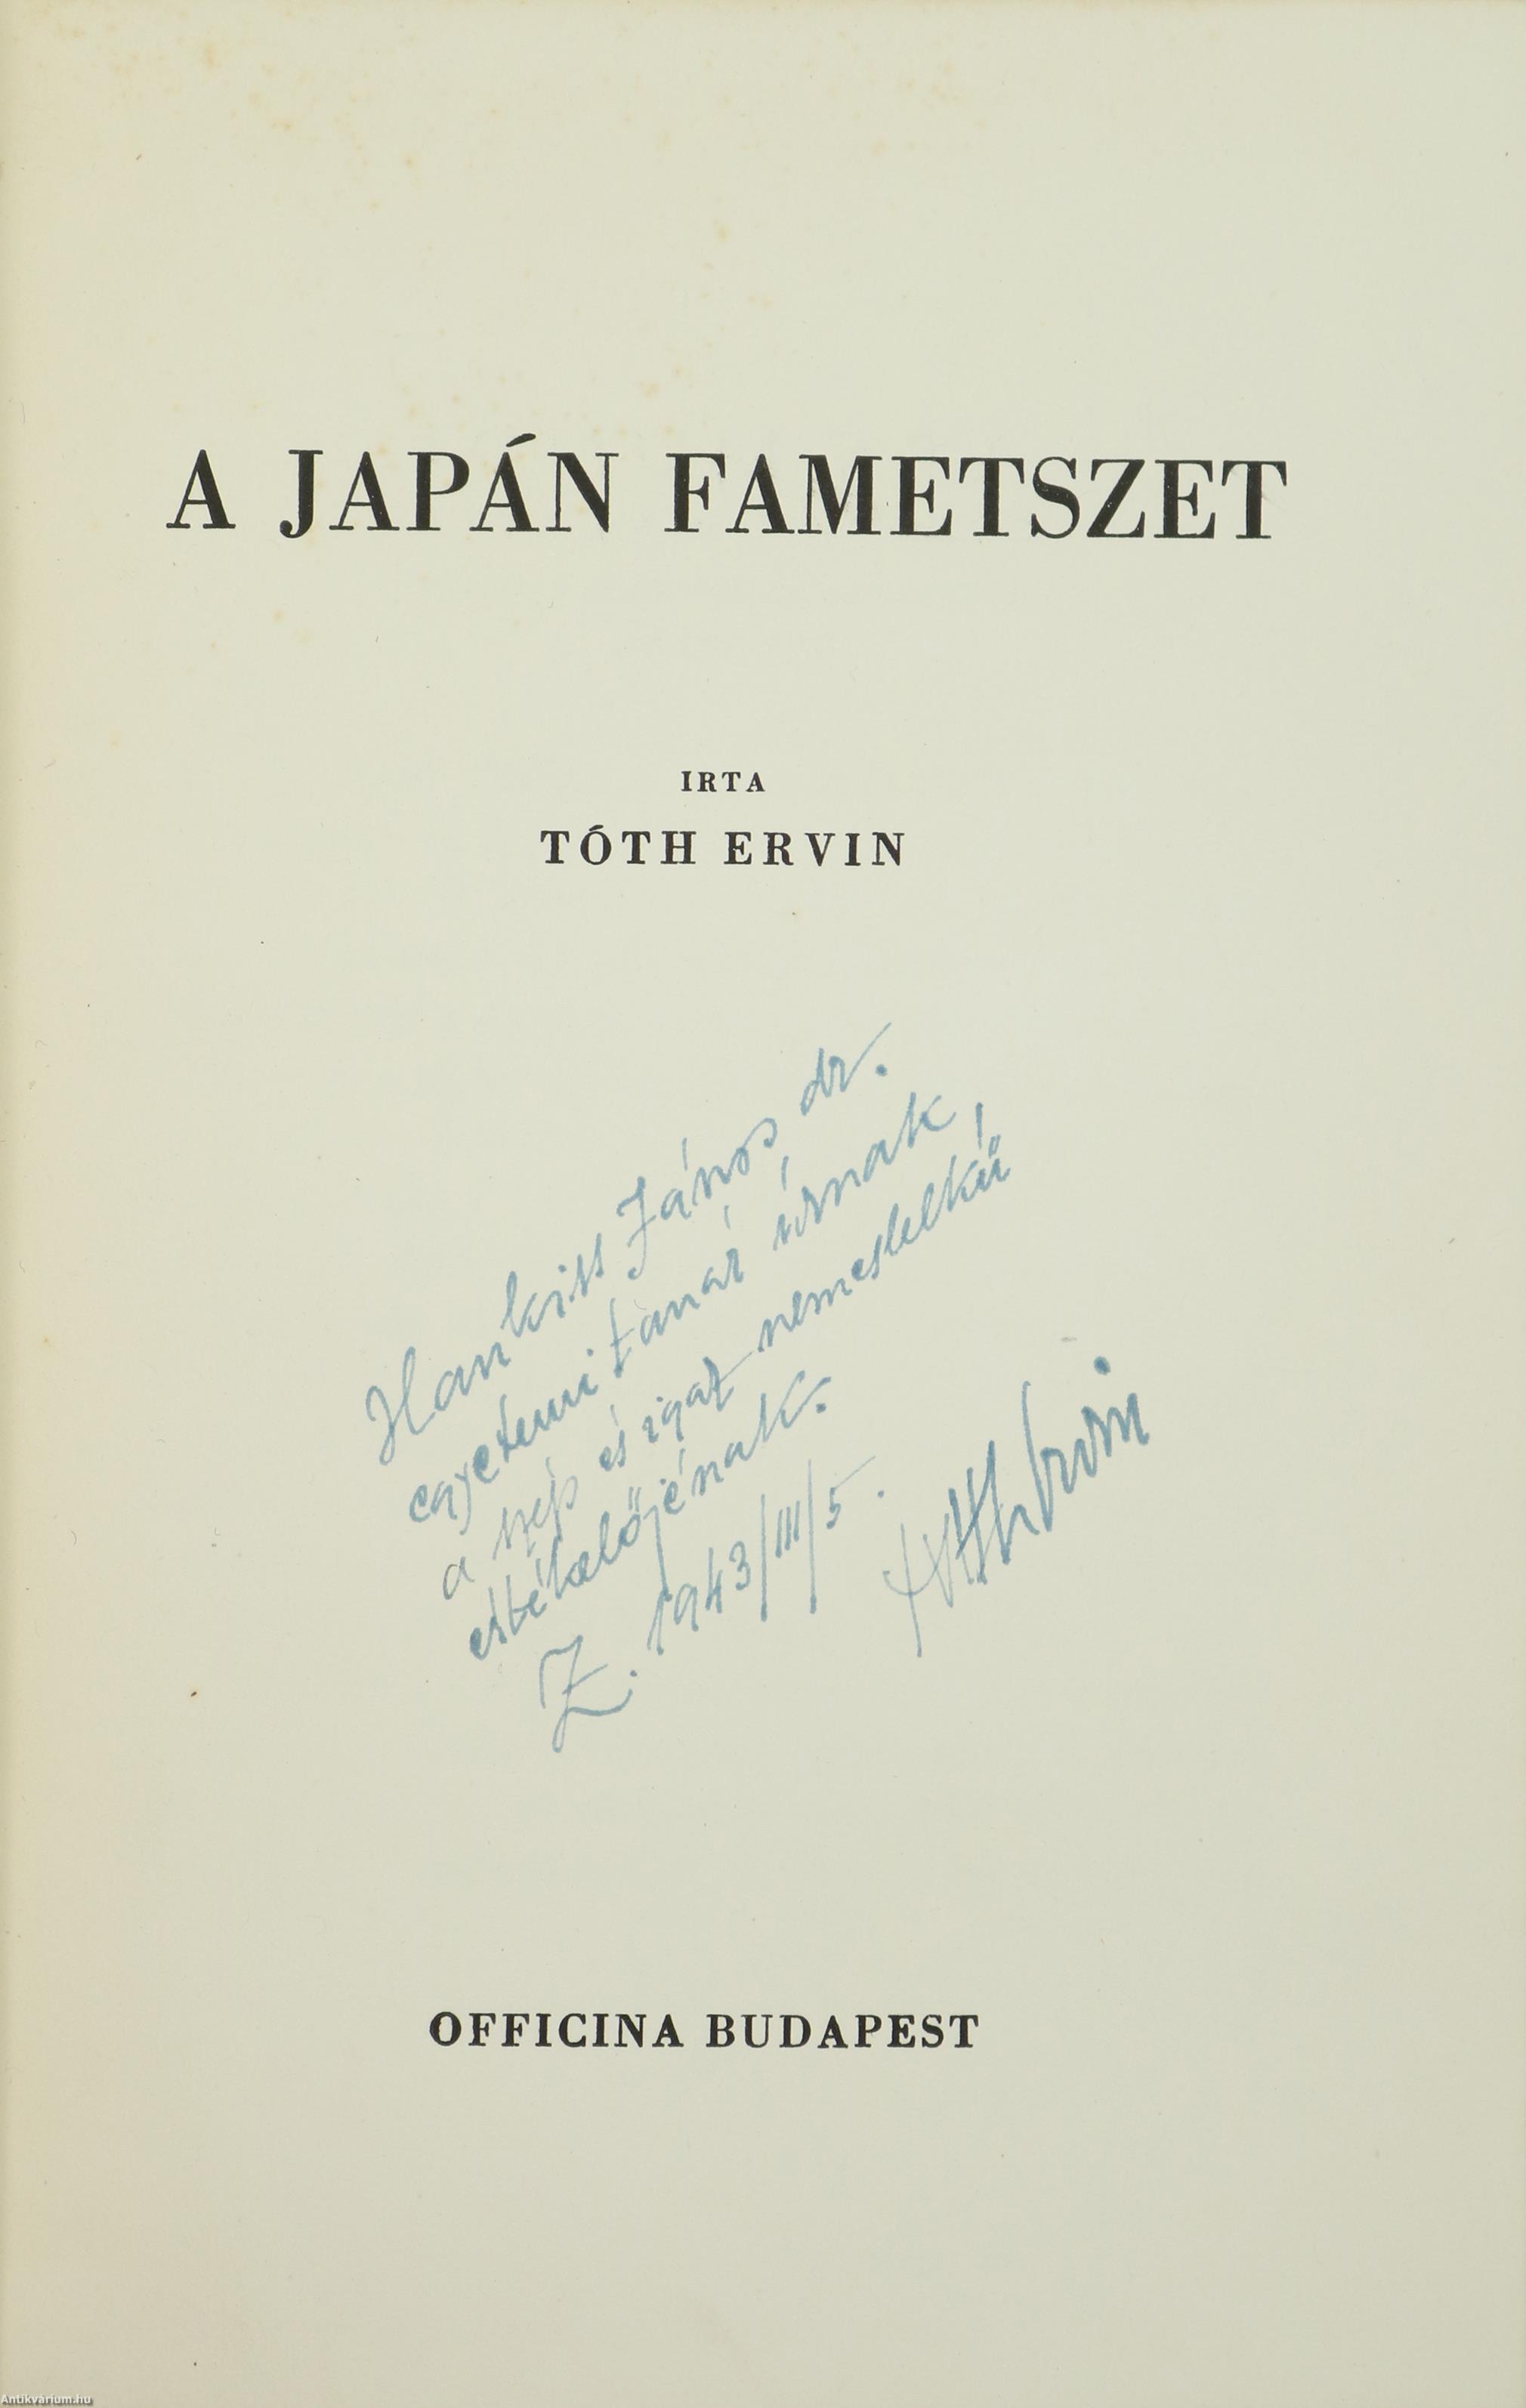 A JAPÁN FAMETSZET
IRTA
TÓTH ERVIN
Hankiss János dr.
egyetemi tanár úrnak,
a szép és igaz nemeslelkű
értékelőjének.
Z. 1943/III/5.
Tóth Ervin
OFFICINA BUDAPEST
Antikvárium.hu